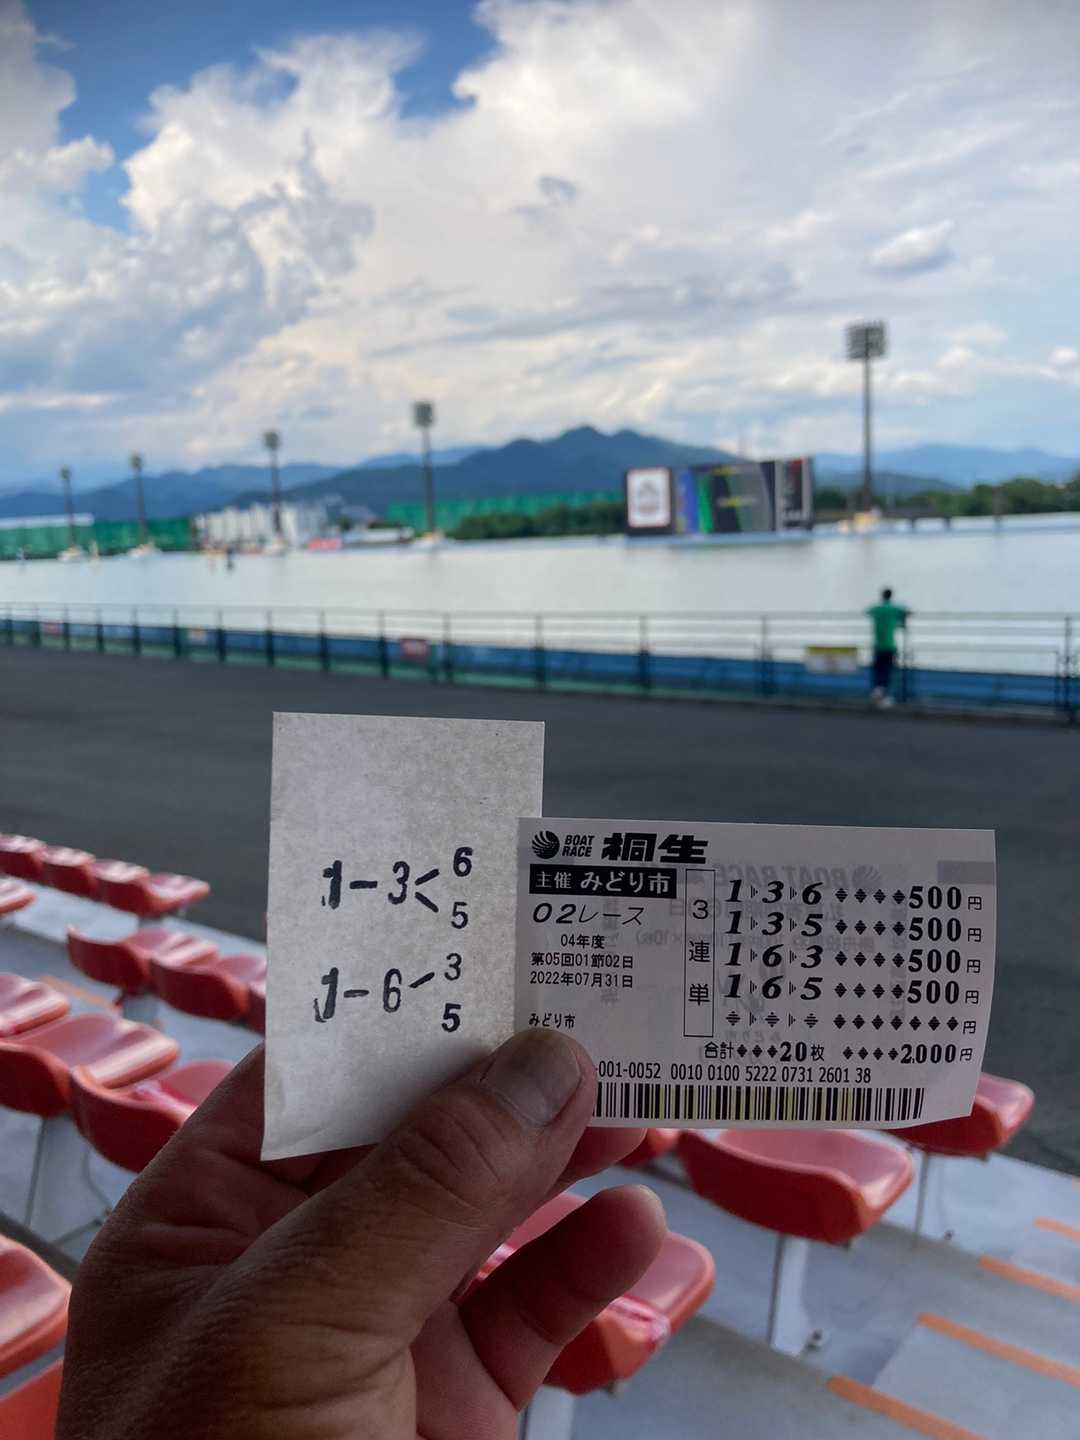 1-3<6
5
1-6-3
5
BOAT RACE 桐生
主催 みどり市
02レース
04年度
第05回01節02日
2022年07月31日
みどり市
3連単
1 3 6 500円
1 3 5 500円
1 6 3 500円
1 6 5 500円
円
合計 20枚 2,000円
-001-0052 0010 0100 5222 0731 2601 38